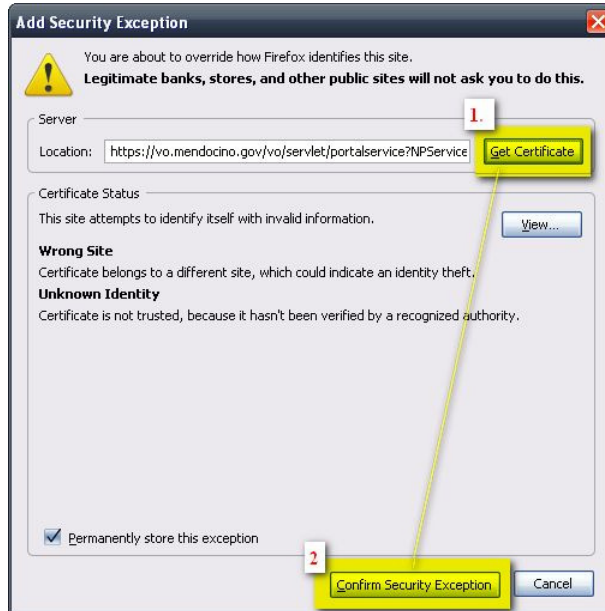 Add Security Exception
You are about to override how Firefox identifies this site.
Legitimate banks, stores, and other public sites will not ask you to do this.
1.
Server
Location: https://vo.mendocino.gov/vo/servlet/portalservice?NPService Get Certificate
Certificate Status
This site attempts to identify itself with invalid information. View...
Wrong Site
Certificate belongs to a different site, which could indicate an identity theft.
Unknown Identity
Certificate is not trusted, because it hasn't been verified by a recognized authority.
Permanently store this exception
2
Confirm Security Exception Cancel